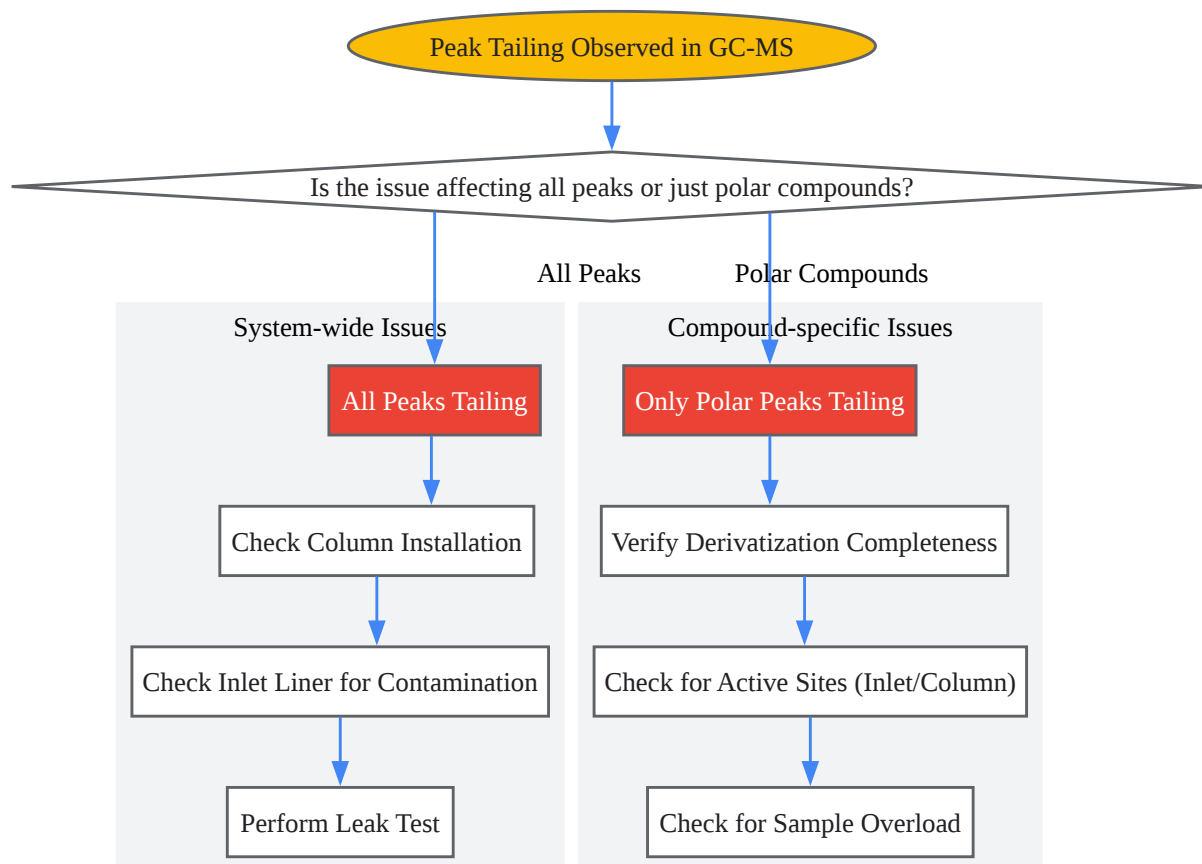 Peak Tailing Observed in GC-MS
Is the issue affecting all peaks or just polar compounds?
All Peaks
Polar Compounds
System-wide Issues
Compound-specific Issues
All Peaks Tailing
Only Polar Peaks Tailing
Check Column Installation
Verify Derivatization Completeness
Check Inlet Liner for Contamination
Check for Active Sites (Inlet/Column)
Perform Leak Test
Check for Sample Overload